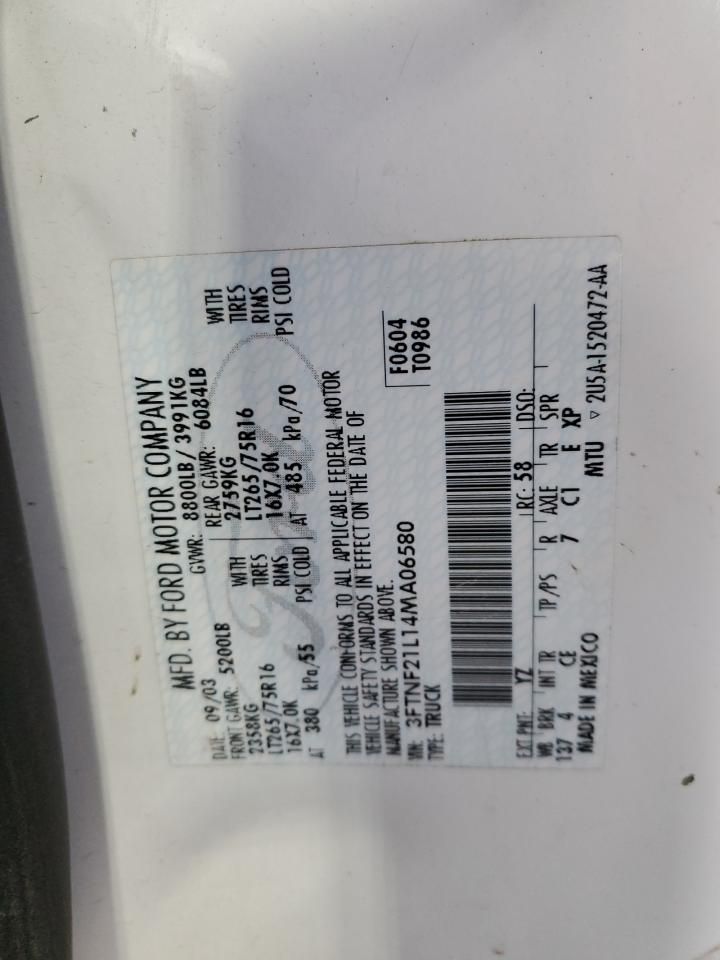 MFD. BY FORD MOTOR COMPANY
DATE: 09/03 GVWR: 8800LB/ 3991KG
FRONT GAWR: 5200LB REAR GAWR: 6084LB
2358KG WITH 2759KG WITH
LT265/75R16 TIRES LT265/75R16 TIRES
16X7.0K RIMS 16X7.0K RIMS
AT 380 kPa/55 PSI COLD AT 485 kPa/70 PSI COLD
THIS VEHICLE CONFORMS TO ALL APPLICABLE FEDERAL MOTOR
VEHICLE SAFETY STANDARDS IN EFFECT ON THE DATE OF
MANUFACTURE SHOWN ABOVE.
VIN: 3FTNF21L14MA06580 F0604
TYPE: TRUCK T0986
Ford
EXT PNT: YZ RC: 58 DSO:
WB BRK INT TR TP/PS R AXLE TR SPR
137 4 CE 7 C1 E XP
MADE IN MEXICO MTU ▽ 2U5A-1520472-AA